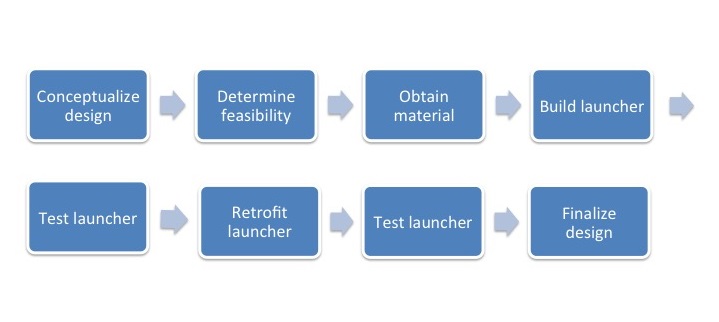 Conceptualize
design
Determine
feasibility
Obtain
material
Build launcher
Test launcher
Retrofit
launcher
Test launcher
Finalize
design